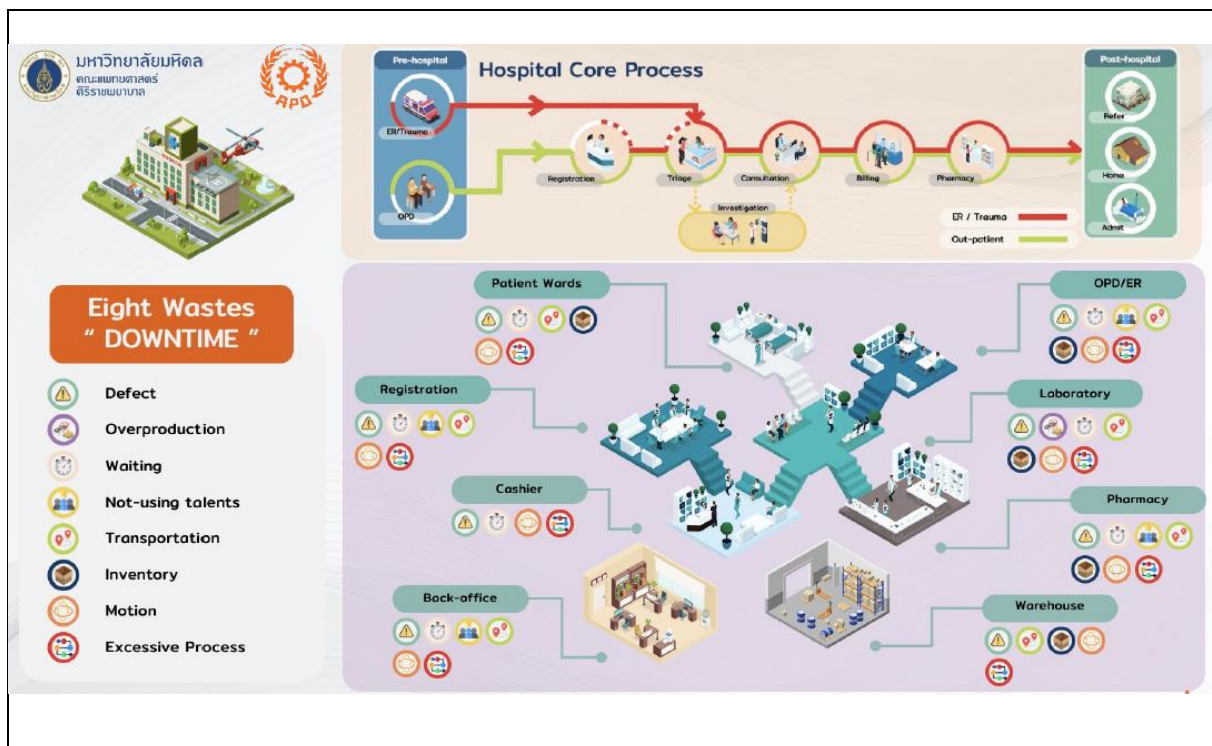 มหาวิทยาลัยมหิดล
คณะแพทยศาสตร์
ศิริราชพยาบาล
APO
Eight Wastes
“ DOWNTIME ”
Defect
Overproduction
Waiting
Not-using talents
Transportation
Inventory
Motion
Excessive Process
Hospital Core Process
Pre-hospital
ER/Trauma
OPD
Registration
Triage
Consultation
Billing
Pharmacy
Investigation
ER / Trauma
Out-patient
Post-hospital
Refer
Home
Admit
Patient Wards
OPD/ER
Registration
Laboratory
Cashier
Pharmacy
Back-office
Warehouse